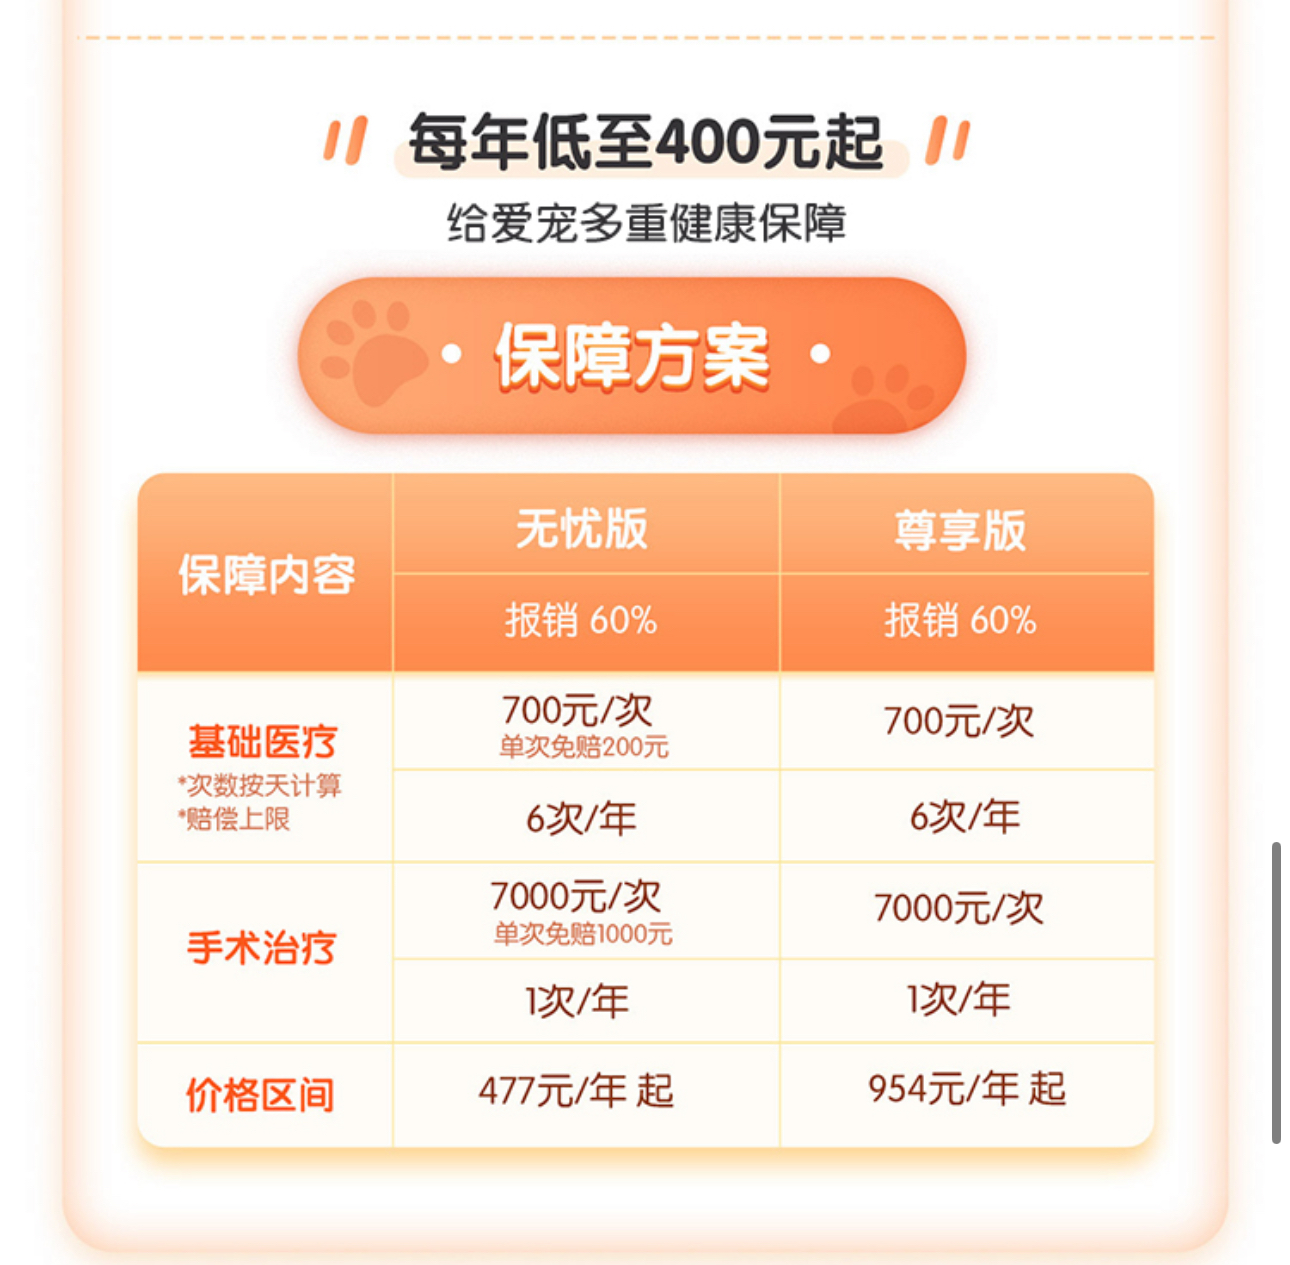 每年低至400元起
给爱宠多重健康保障
• 保障方案 •
保障内容
无忧版
尊享版
报销 60%
报销 60%
基础医疗
*次数按天计算
*赔偿上限
700元/次
单次免赔200元
700元/次
6次/年
6次/年
手术治疗
7000元/次
单次免赔1000元
7000元/次
1次/年
1次/年
价格区间
477元/年 起
954元/年 起